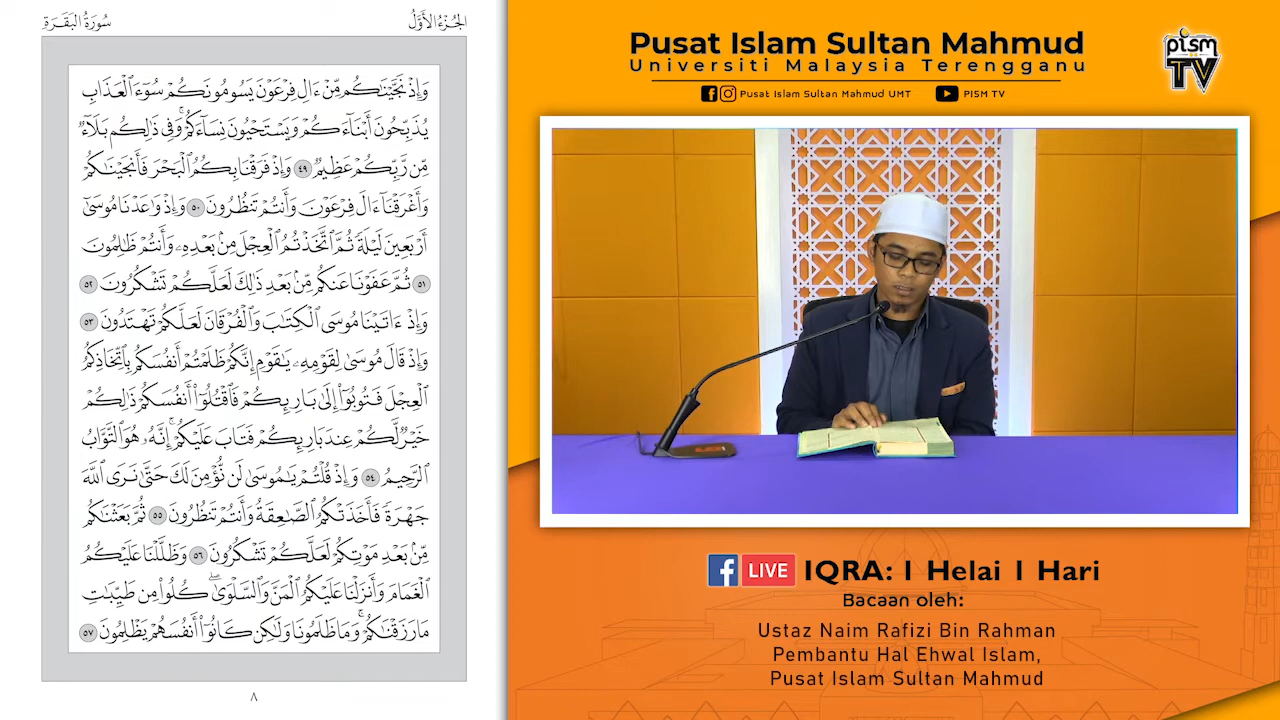 سُورَةُ البَقَرَةِ
الجُزْءُ الأَوَّلُ
وَإِذْ نَجَّيْنَٰكُم مِّنْ ءَالِ فِرْعَوْنَ يَسُومُونَكُمْ سُوٓءَ ٱلْعَذَابِ
يُذَبِّحُونَ أَبْنَآءَكُمْ وَيَسْتَحْيُونَ نِسَآءَكُمْ ۚ وَفِى ذَٰلِكُم بَلَآءٌ
مِّن رَّبِّكُمْ عَظِيمٌ ٤٩ وَإِذْ فَرَقْنَا بِكُمُ ٱلْبَحْرَ فَأَنجَيْنَٰكُمْ
وَأَغْرَقْنَآ ءَالَ فِرْعَوْنَ وَأَنتُمْ تَنظُرُونَ ٥٠ وَإِذْ وَٰعَدْنَا مُوسَىٰٓ
أَرْبَعِينَ لَيْلَةً ثُمَّ ٱتَّخَذْتُمُ ٱلْعِجْلَ مِنۢ بَعْدِهِۦ وَأَنتُمْ ظَٰلِمُونَ
٥١ ثُمَّ عَفَوْنَا عَنكُم مِّنۢ بَعْدِ ذَٰلِكَ لَعَلَّكُمْ تَشْكُرُونَ ٥٢
وَإِذْ ءَاتَيْنَا مُوسَى ٱلْكِتَٰبَ وَٱلْفُرْقَانَ لَعَلَّكُمْ تَهْتَدُونَ ٥٣
وَإِذْ قَالَ مُوسَىٰ لِقَوْمِهِۦ يَٰقَوْمِ إِنَّكُمْ ظَلَمْتُمْ أَنفُسَكُم بِٱتِّخَاذِكُمُ
ٱلْعِجْلَ فَتُوبُوٓا۟ إِلَىٰ بَارِئِكُمْ فَٱقْتُلُوٓا۟ أَنفُسَكُمْ ذَٰلِكُمْ
خَيْرٌ لَّكُمْ عِندَ بَارِئِكُمْ فَتَابَ عَلَيْكُمْ ۚ إِنَّهُۥ هُوَ ٱلتَّوَّابُ
ٱلرَّحِيمُ ٥٤ وَإِذْ قُلْتُمْ يَٰمُوسَىٰ لَن نُّؤْمِنَ لَكَ حَتَّىٰ نَرَى ٱللَّهَ
جَهْرَةً فَأَخَذَتْكُمُ ٱلصَّٰعِقَةُ وَأَنتُمْ تَنظُرُونَ ٥٥ ثُمَّ بَعَثْنَٰكُم
مِّنۢ بَعْدِ مَوْتِكُمْ لَعَلَّكُمْ تَشْكُرُونَ ٥٦ وَظَلَّلْنَا عَلَيْكُمُ
ٱلْغَمَامَ وَأَنزَلْنَا عَلَيْكُمُ ٱلْمَنَّ وَٱلسَّلْوَىٰ ۖ كُلُوا۟ مِن طَيِّبَٰتِ
مَا رَزَقْنَٰكُمْ ۚ وَمَا ظَلَمُونَا وَلَٰكِن كَانُوٓا۟ أَنفُسَهُمْ يَظْلِمُونَ ٥٧
٨
Pusat Islam Sultan Mahmud
Universiti Malaysia Terengganu
Pusat Islam Sultan Mahmud UMT PISM TV
pism
TV
LIVE IQRA: 1 Helai 1 Hari
Bacaan oleh:
Ustaz Naim Rafizi Bin Rahman
Pembantu Hal Ehwal Islam,
Pusat Islam Sultan Mahmud